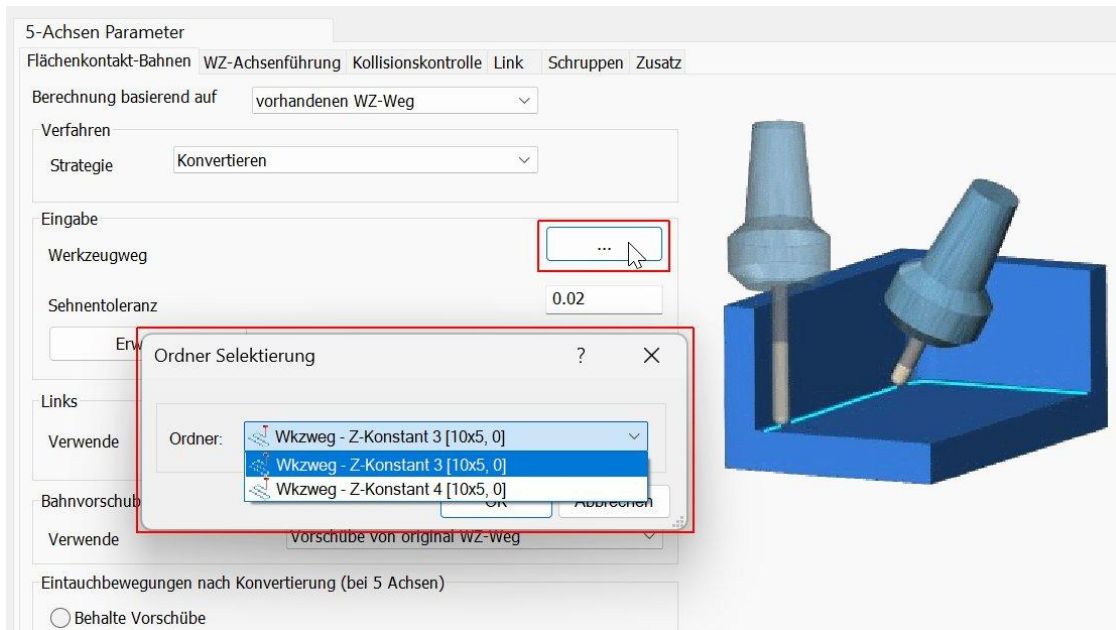 5-Achsen Parameter
Flächenkontakt-Bahnen WZ-Achsenführung Kollisionskontrolle Link Schruppen Zusatz
Berechnung basierend auf vorhandenen WZ-Weg
Verfahren
Strategie Konvertieren
Eingabe
Werkzeugweg ...
Sehnentoleranz 0.02
Ordner Selektierung ?
Ordner: Wkzweg - Z-Konstant 3 [10x5, 0]
Wkzweg - Z-Konstant 3 [10x5, 0]
Wkzweg - Z-Konstant 4 [10x5, 0]
OK Abbrechen
Links
Verwende
Bahnvorschub
Verwende Vorschübe von original WZ-Weg
Eintauchbewegungen nach Konvertierung (bei 5 Achsen)
Behalte Vorschübe